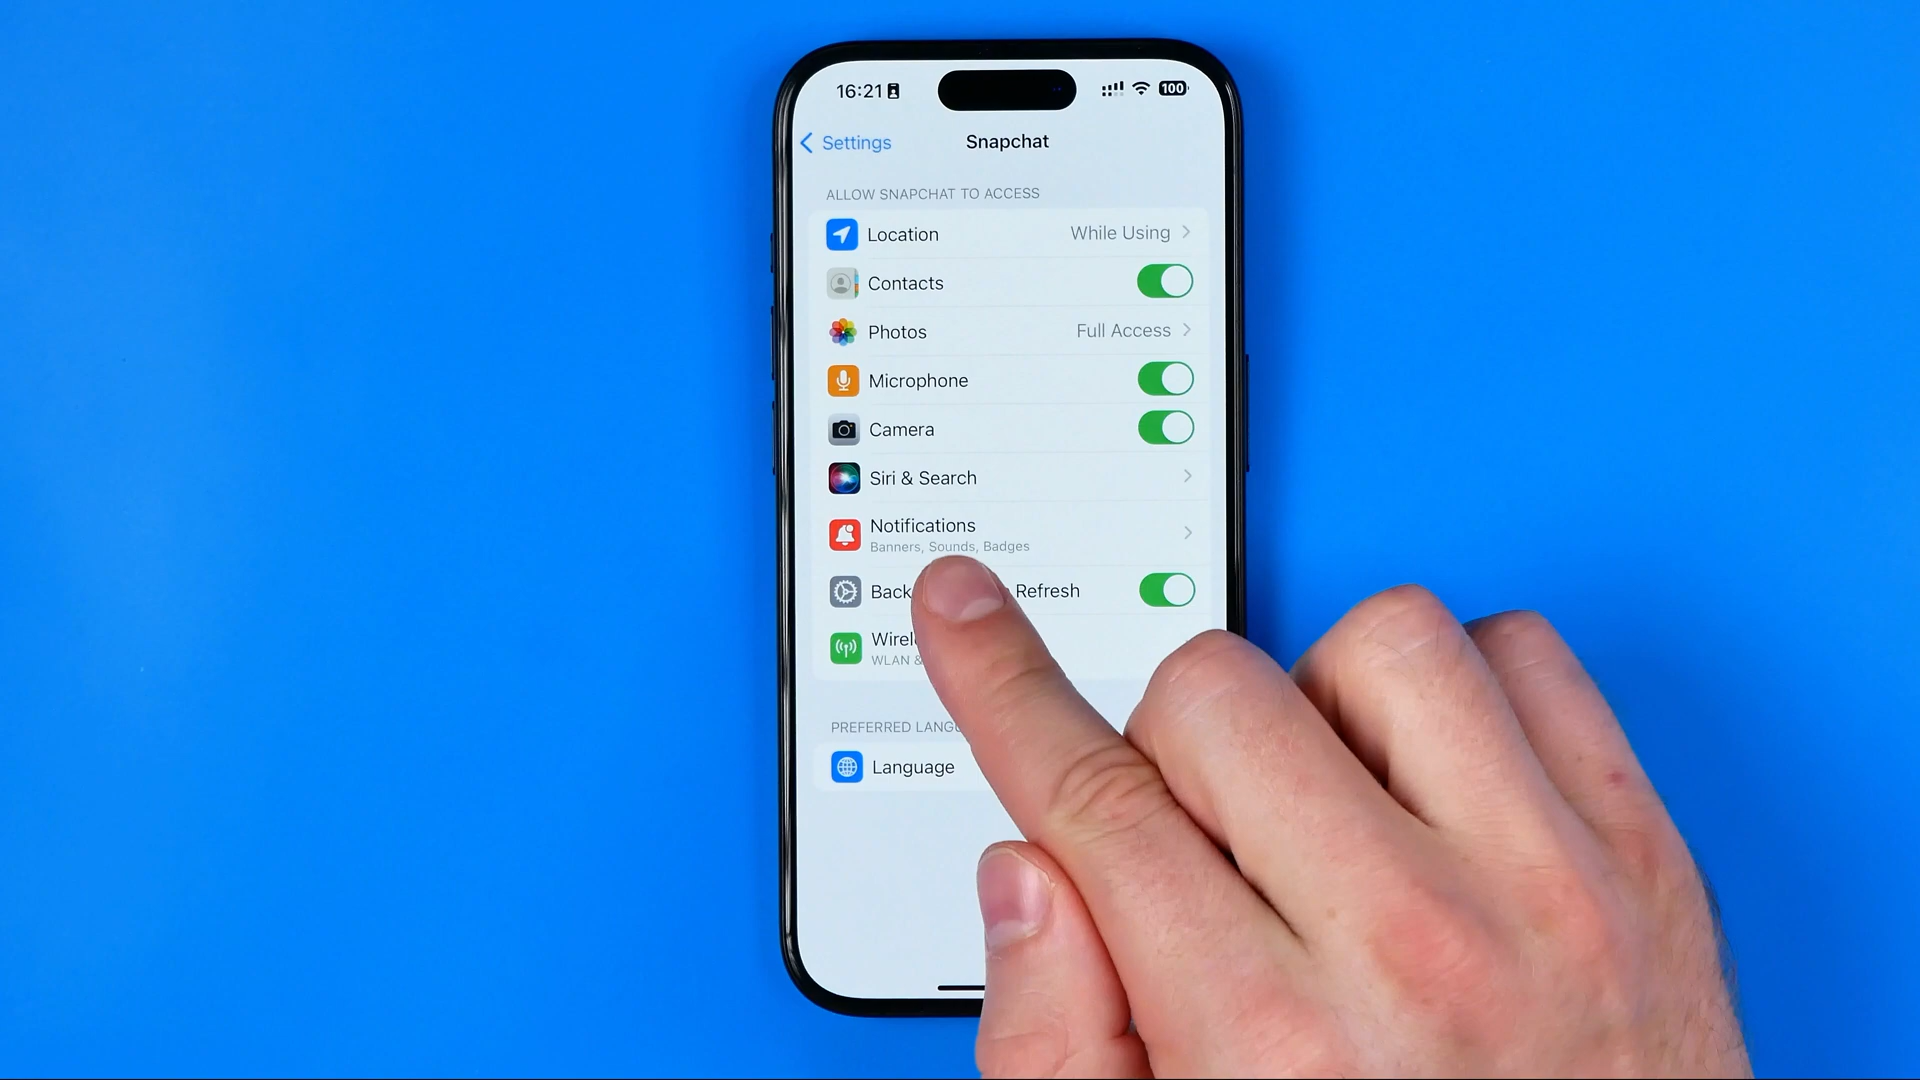 16:21 100
Settings Snapchat
ALLOW SNAPCHAT TO ACCESS
Location While Using
Contacts
Photos Full Access
Microphone
Camera
Siri & Search
Notifications
Banners, Sounds, Badges
Back Refresh
Wirel
WLAN &
PREFERRED LANG
Language